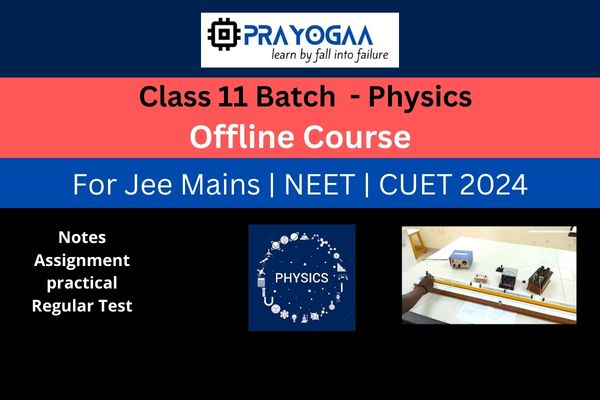 PRAYOGAA
learn by fall into failure
Class 11 Batch - Physics
Offline Course
For Jee Mains | NEET | CUET 2024
Notes
Assignment
practical
Regular Test
PHYSICS